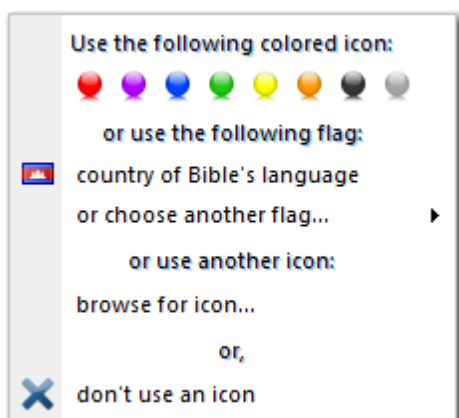 Use the following colored icon:
or use the following flag:
country of Bible's language
or choose another flag...
or use another icon:
browse for icon...
or,
don't use an icon